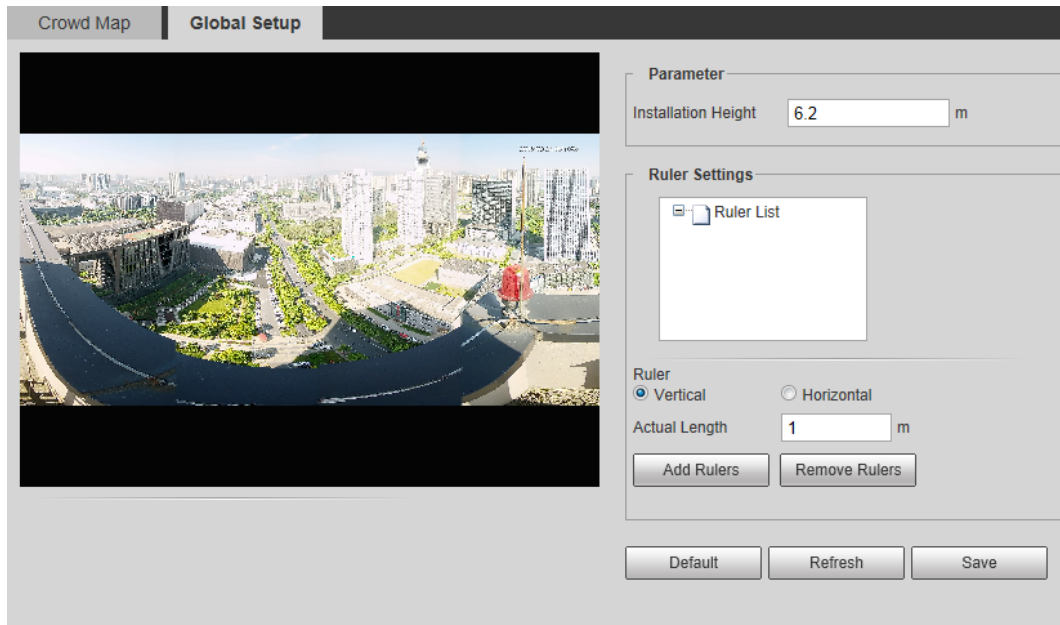 Crowd Map
Global Setup
Parameter
Installation Height 6.2 m
Ruler Settings
Ruler List
Ruler
Vertical Horizontal
Actual Length 1 m
Add Rulers Remove Rulers
Default Refresh Save